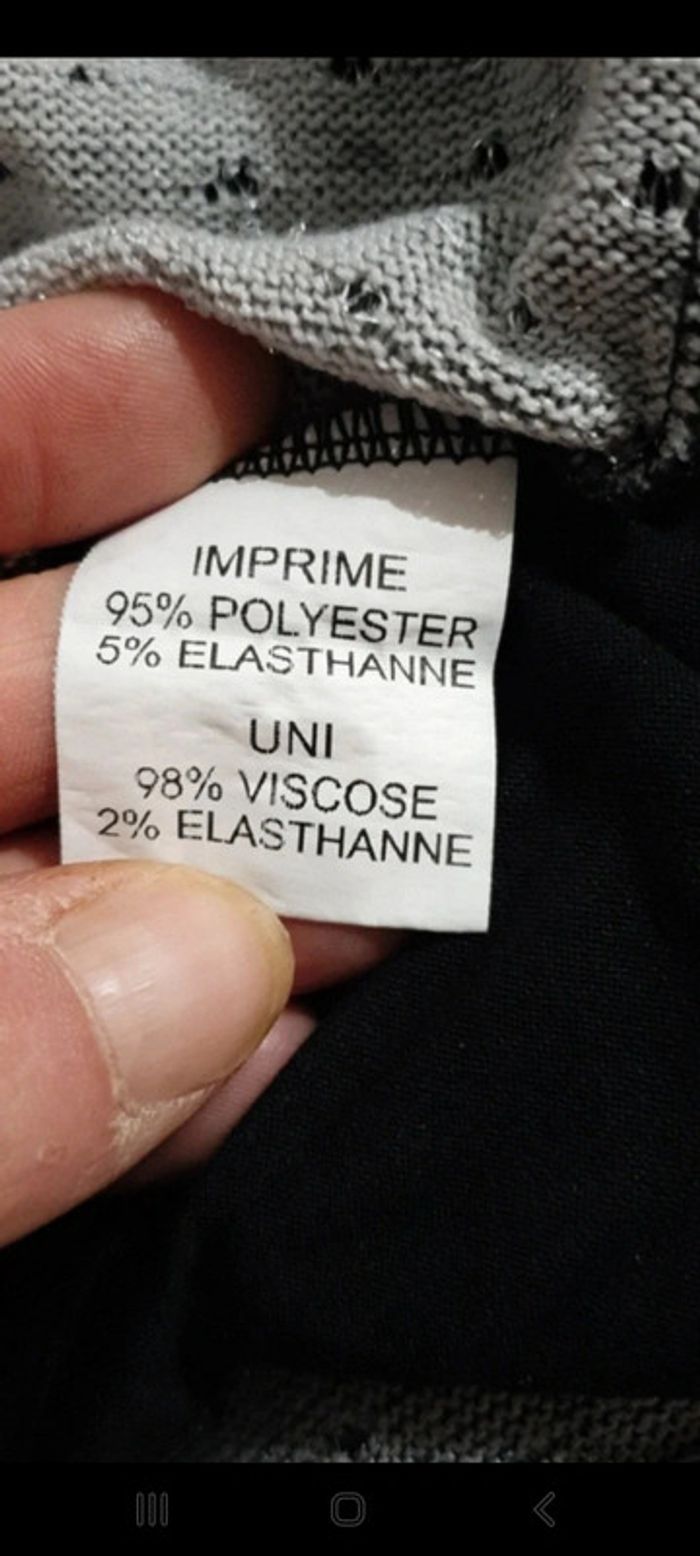 IMPRIME
95% POLYESTER
5% ELASTHANNE
UNI
98% VISCOSE
2% ELASTHANNE